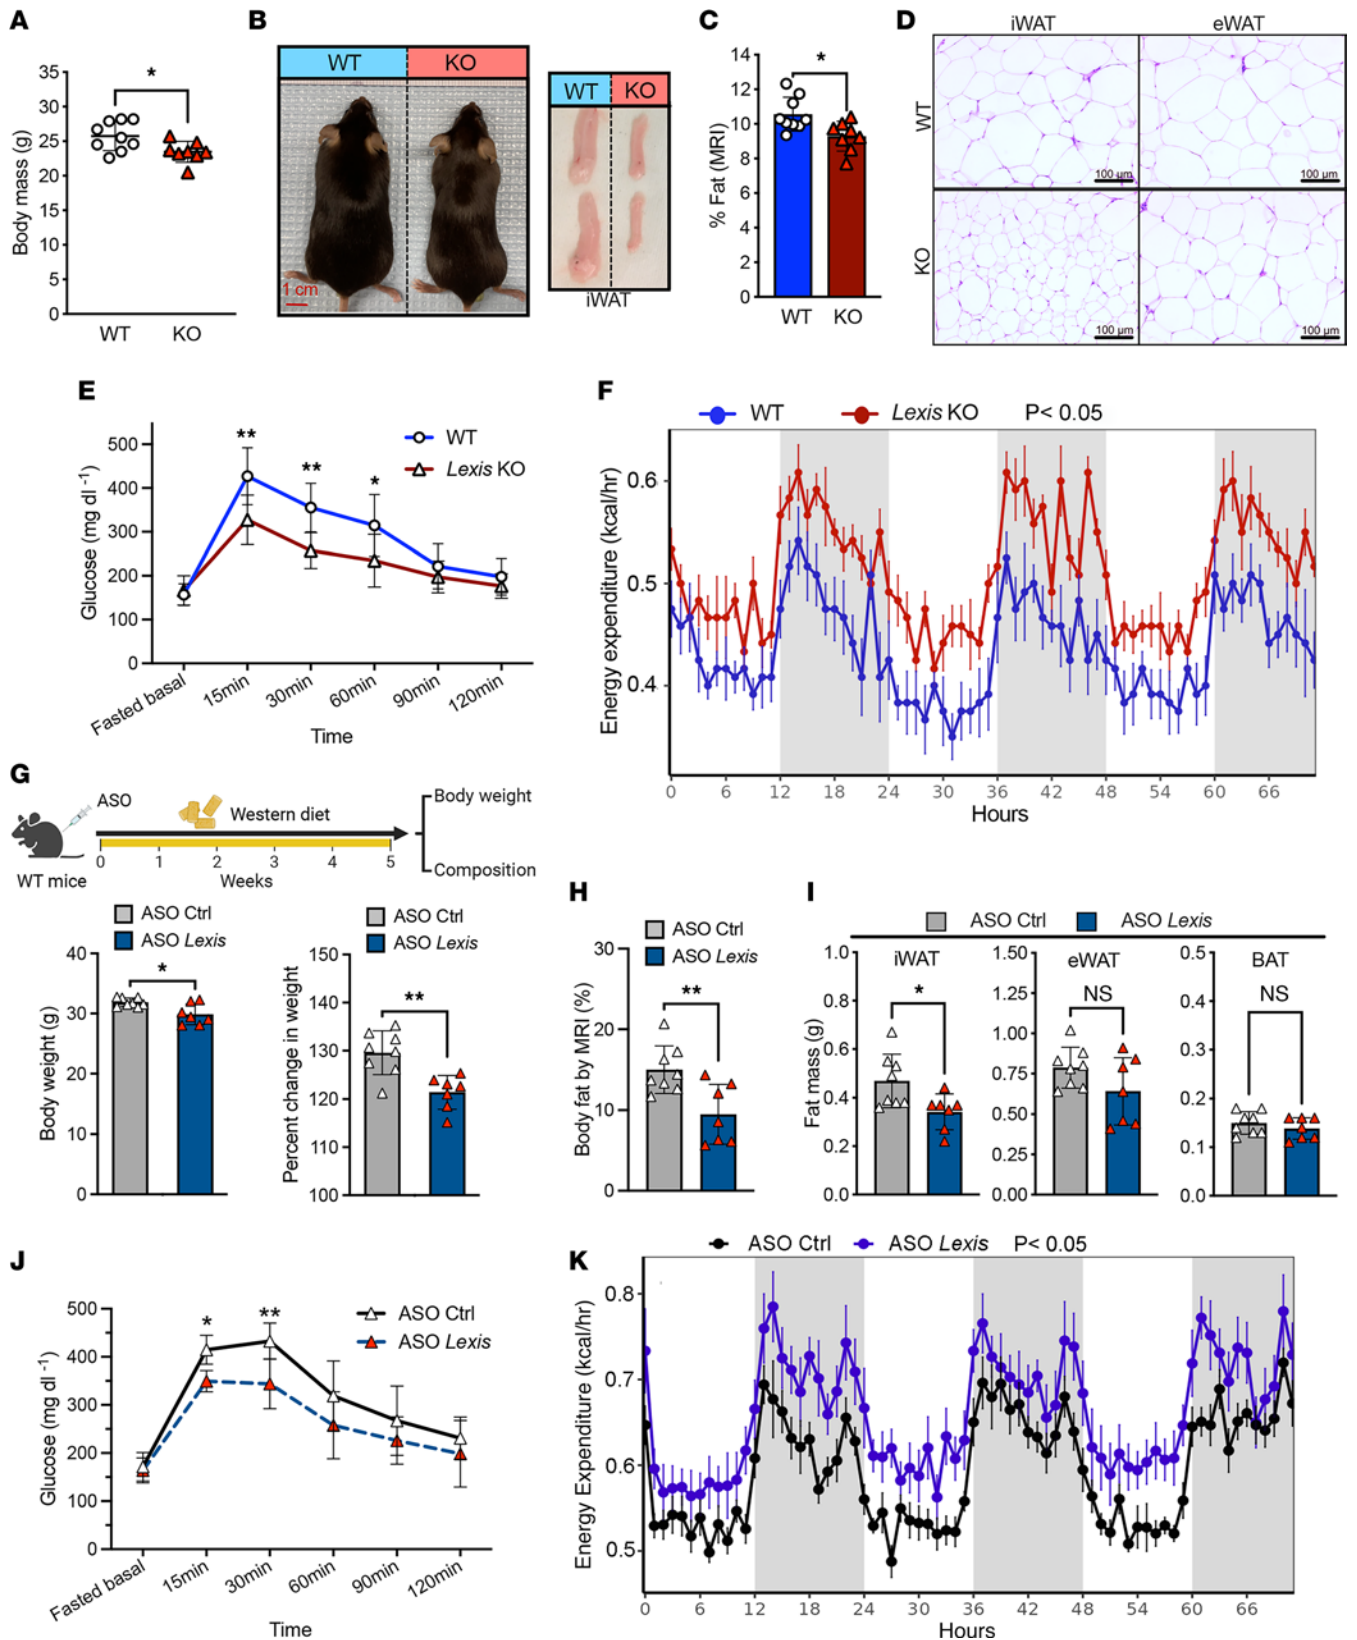 A
Body mass (g)
35
30
25
20
15
10
5
0
*
WT
KO
B
WT
KO
1 cm
WT
KO
iWAT
C
% Fat (MRI)
14
12
10
8
6
4
2
0
*
WT
KO
D
iWAT
eWAT
WT
100 µm
100 µm
KO
100 µm
100 µm
E
Glucose (mg dl -1)
500
400
300
200
100
0
**
**
*
WT
Lexis KO
Fasted basal
15min
30min
60min
90min
120min
Time
F
WT
Lexis KO
P< 0.05
Energy expenditure (kcal/hr)
0.6
0.5
0.4
0 6 12 18 24 30 36 42 48 54 60 66
Hours
G
ASO
Western diet
Body weight
Composition
WT mice
0 1 2 3 4 5
Weeks
ASO Ctrl
ASO Lexis
Body weight (g)
40
30
20
10
0
*
ASO Ctrl
ASO Lexis
Percent change in weight
150
140
130
120
110
100
**
H
ASO Ctrl
ASO Lexis
Body fat by MRI (%)
30
20
10
0
**
I
ASO Ctrl
ASO Lexis
iWAT
Fat mass (g)
1.0
0.8
0.6
0.4
0.2
0.0
*
eWAT
1.50
1.25
1.00
0.75
0.50
0.25
0.00
NS
BAT
0.5
0.4
0.3
0.2
0.1
0.0
NS
J
Glucose (mg dl -1)
500
400
300
200
100
0
*
**
ASO Ctrl
ASO Lexis
Fasted basal
15min
30min
60min
90min
120min
Time
K
ASO Ctrl
ASO Lexis
P< 0.05
Energy Expenditure (kcal/hr)
0.8
0.7
0.6
0.5
0 6 12 18 24 30 36 42 48 54 60 66
Hours